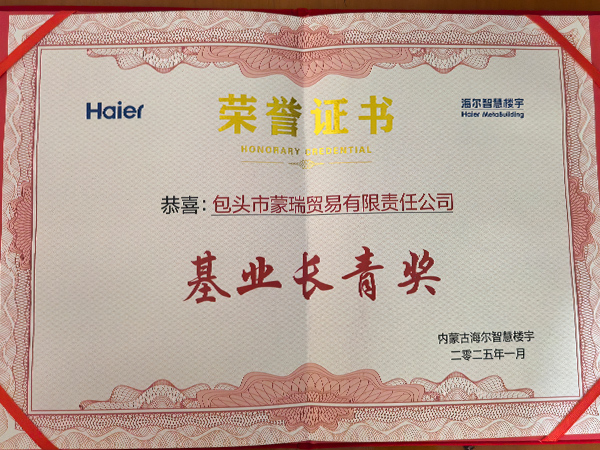 Haier
荣誉证书
海尔智慧楼宇
Haier MetaBuilding
HONORARY CREDENTIAL
恭喜：包头市蒙瑞贸易有限责任公司
基业长青奖
内蒙古海尔智慧楼宇
二零二五年一月